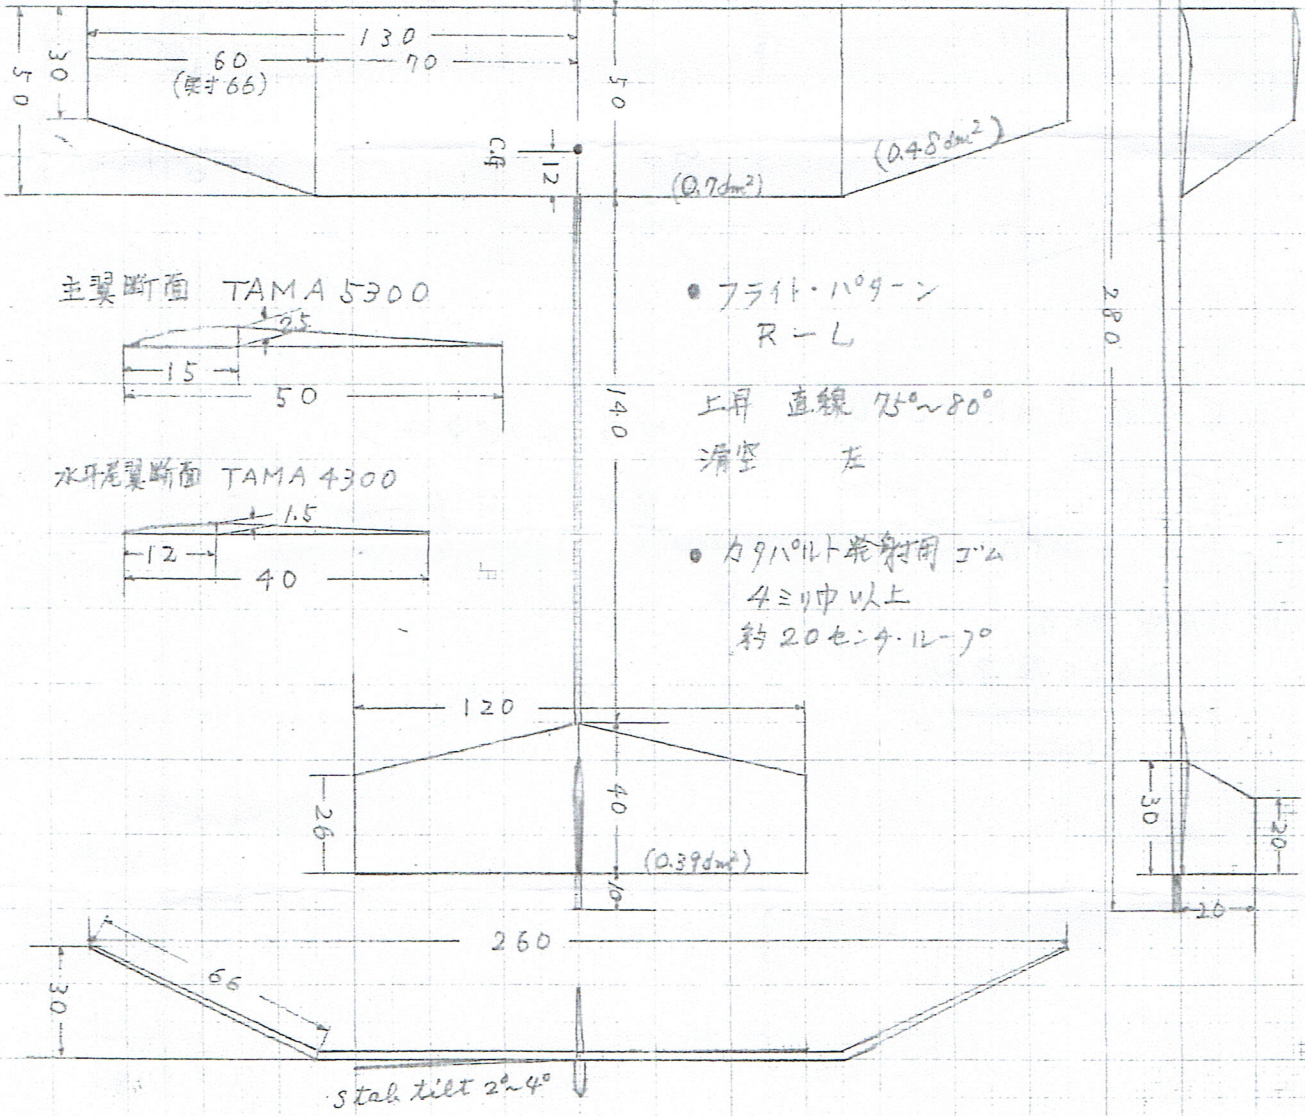 130
60
70
(実寸66)
30
50
50
C.G
12
(0.48dm²)
(0.7dm²)
主翼断面 TAMA 5300
25
15
50
水平尾翼断面 TAMA 4300
1.5
12
40
● フライト・パターン
R − L
上昇 直線 75°~80°
滑空 左
● カタパルト発射用ゴム
4ミリ巾以上
約20センチ・ループ
140
280
120
26
40
(0.39dm²)
10
30
20
20
260
66
30
stab tilt 2°~4°